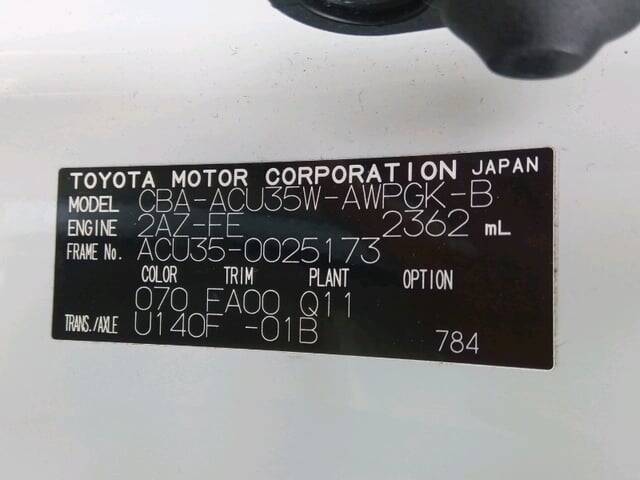 TOYOTA MOTOR CORPORATION JAPAN
MODEL CBA-ACU35W-AWPGK-B
ENGINE 2AZ-FE 2362 mL
FRAME No. ACU35-0025173
COLOR TRIM PLANT OPTION
070 FA00 Q11
TRANS./AXLE U140F -01B 784